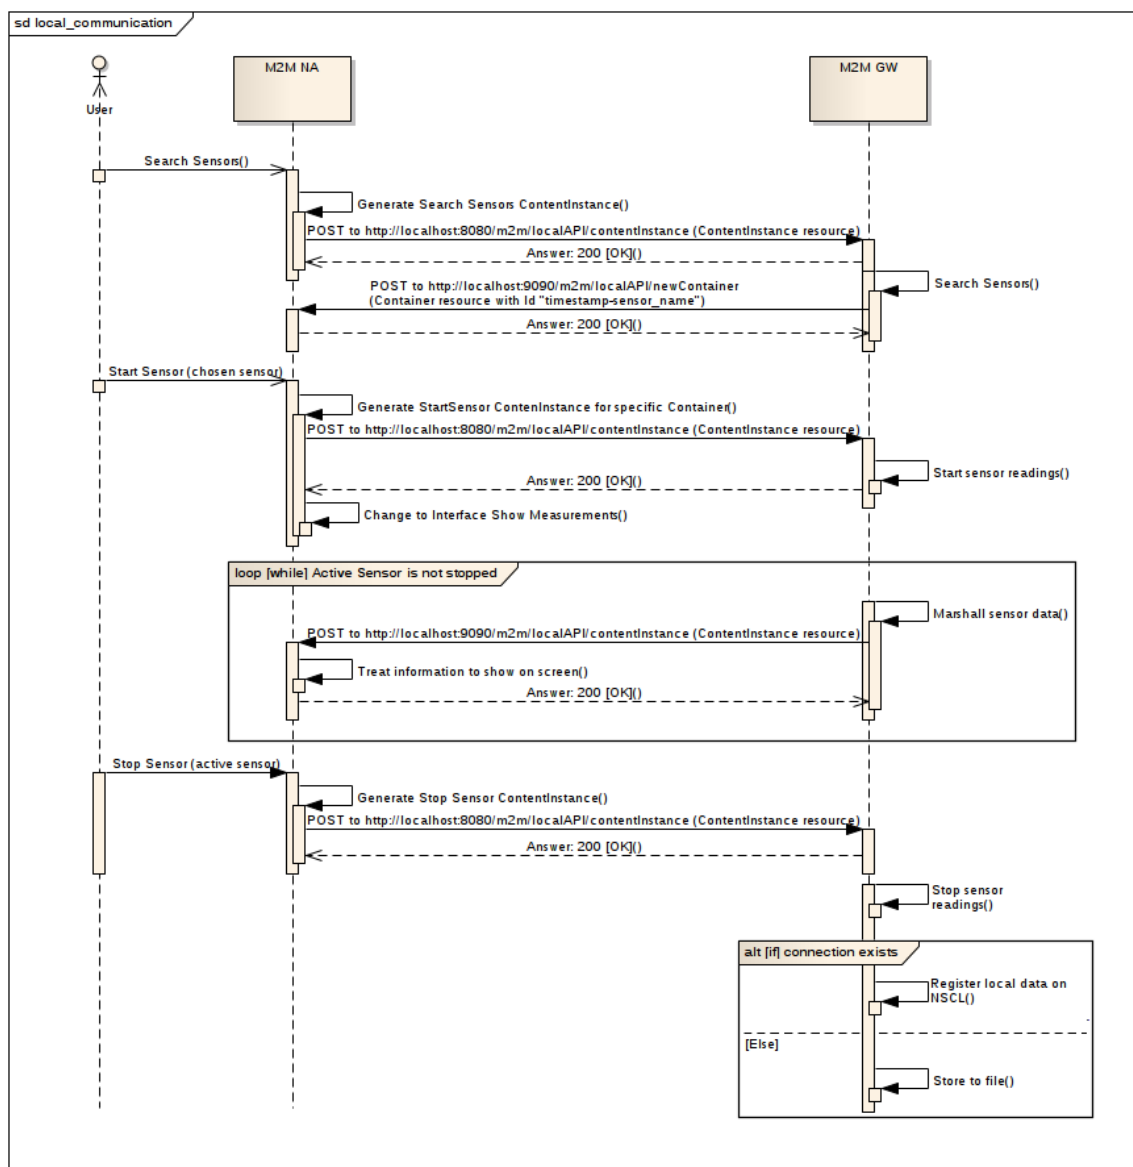 sd local_communication
M2M NA
M2M GW
User
Search Sensors()
Generate Search Sensors ContentInstance()
POST to http://localhost:8080/m2m/localAPI/contentInstance (ContentInstance resource)
Answer: 200 [OK]()
Search Sensors()
POST to http://localhost:9090/m2m/localAPI/newContainer
(Container resource with Id "timestamp-sensor_name")
Answer: 200 [OK]()
Start Sensor (chosen sensor)
Generate StartSensor ContenInstance for specific Container()
POST to http://localhost:8080/m2m/localAPI/contentInstance (ContentInstance resource)
Start sensor readings()
Answer: 200 [OK]()
Change to Interface Show Measurements()
loop [while] Active Sensor is not stopped
Marshall sensor data()
POST to http://localhost:9090/m2m/localAPI/contentInstance (ContentInstance resource)
Treat information to show on screen()
Answer: 200 [OK]()
Stop Sensor (active sensor)
Generate Stop Sensor ContentInstance()
POST to http://localhost:8080/m2m/localAPI/contentInstance (ContentInstance resource)
Answer: 200 [OK]()
Stop sensor
readings()
alt [if] connection exists
Register local data on
NSCL()
[Else]
Store to file()